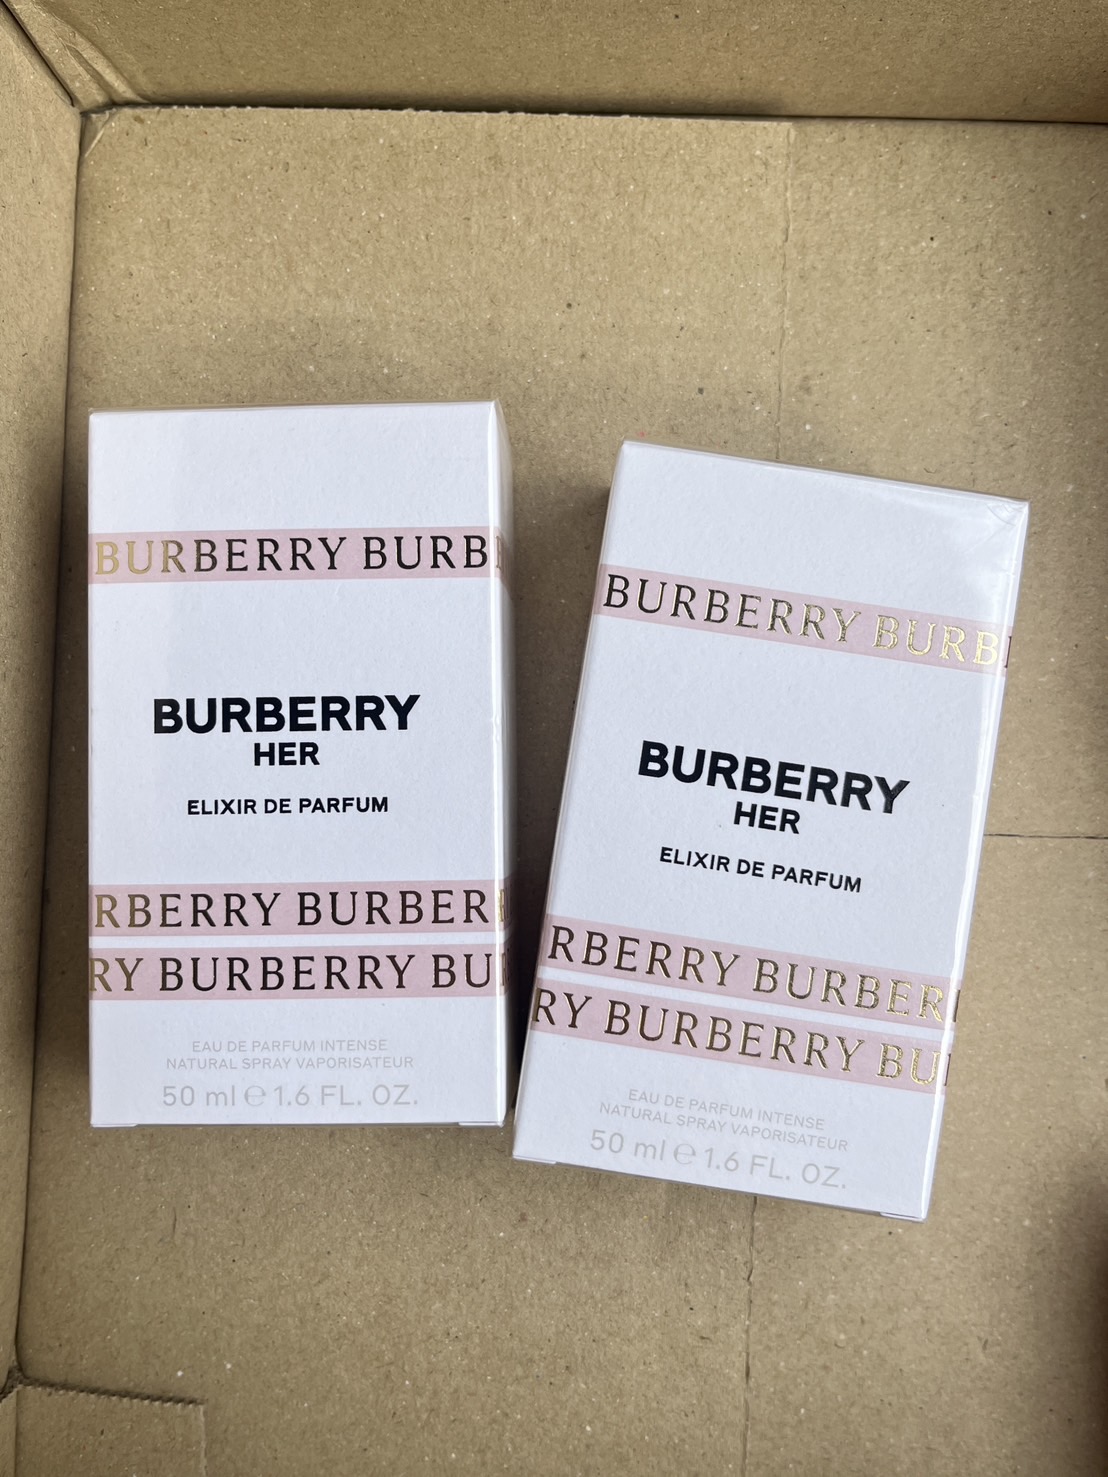 BURBERRY BURB
BURBERRY
HER
ELIXIR DE PARFUM
RBERRY BURBER
RY BURBERRY BU
EAU DE PARFUM INTENSE
NATURAL SPRAY VAPORISATEUR
50 ml ℮ 1.6 FL. OZ.
BURBERRY BURB
BURBERRY
HER
ELIXIR DE PARFUM
RBERRY BURBER
RY BURBERRY BU
EAU DE PARFUM INTENSE
NATURAL SPRAY VAPORISATEUR
50 ml ℮ 1.6 FL. OZ.